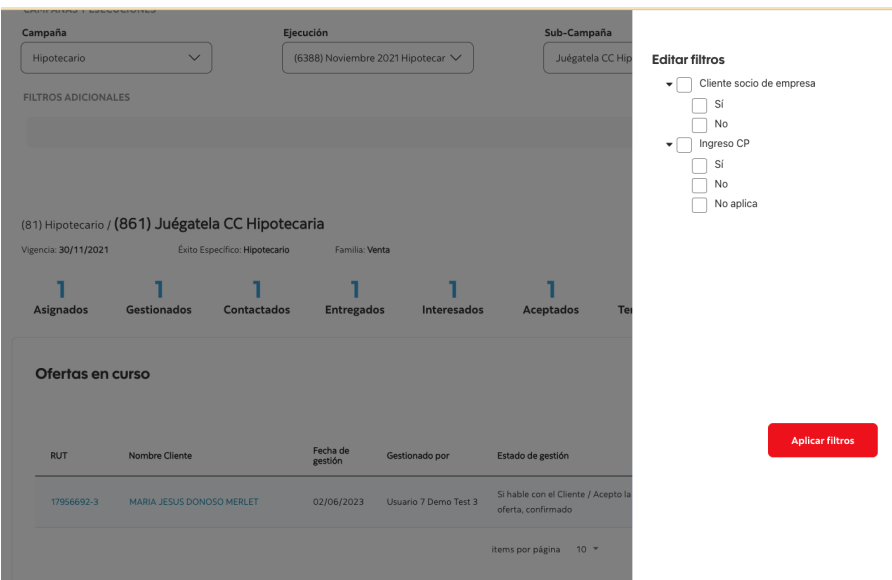 CAMPAÑAS Y EJECUCIONES
Campaña
Ejecución
Sub-Campaña
Hipotecario
(6388) Noviembre 2021 Hipotecar
Juégatela CC Hip
FILTROS ADICIONALES
(81) Hipotecario / (861) Juégatela CC Hipotecaria
Vigencia: 30/11/2021
Éxito Específico: Hipotecario
Familia: Venta
1
1
1
1
1
1
Asignados
Gestionados
Contactados
Entregados
Interesados
Aceptados
Te
Ofertas en curso
RUT
Nombre Cliente
Fecha de
gestión
Gestionado por
Estado de gestión
17956692-3
MARIA JESUS DONOSO MERLET
02/06/2023
Usuario 7 Demo Test 3
Si hable con el Cliente / Acepto la
oferta, confirmado
items por página
10
Editar filtros
Cliente socio de empresa
Sí
No
Ingreso CP
Sí
No
No aplica
Aplicar filtros